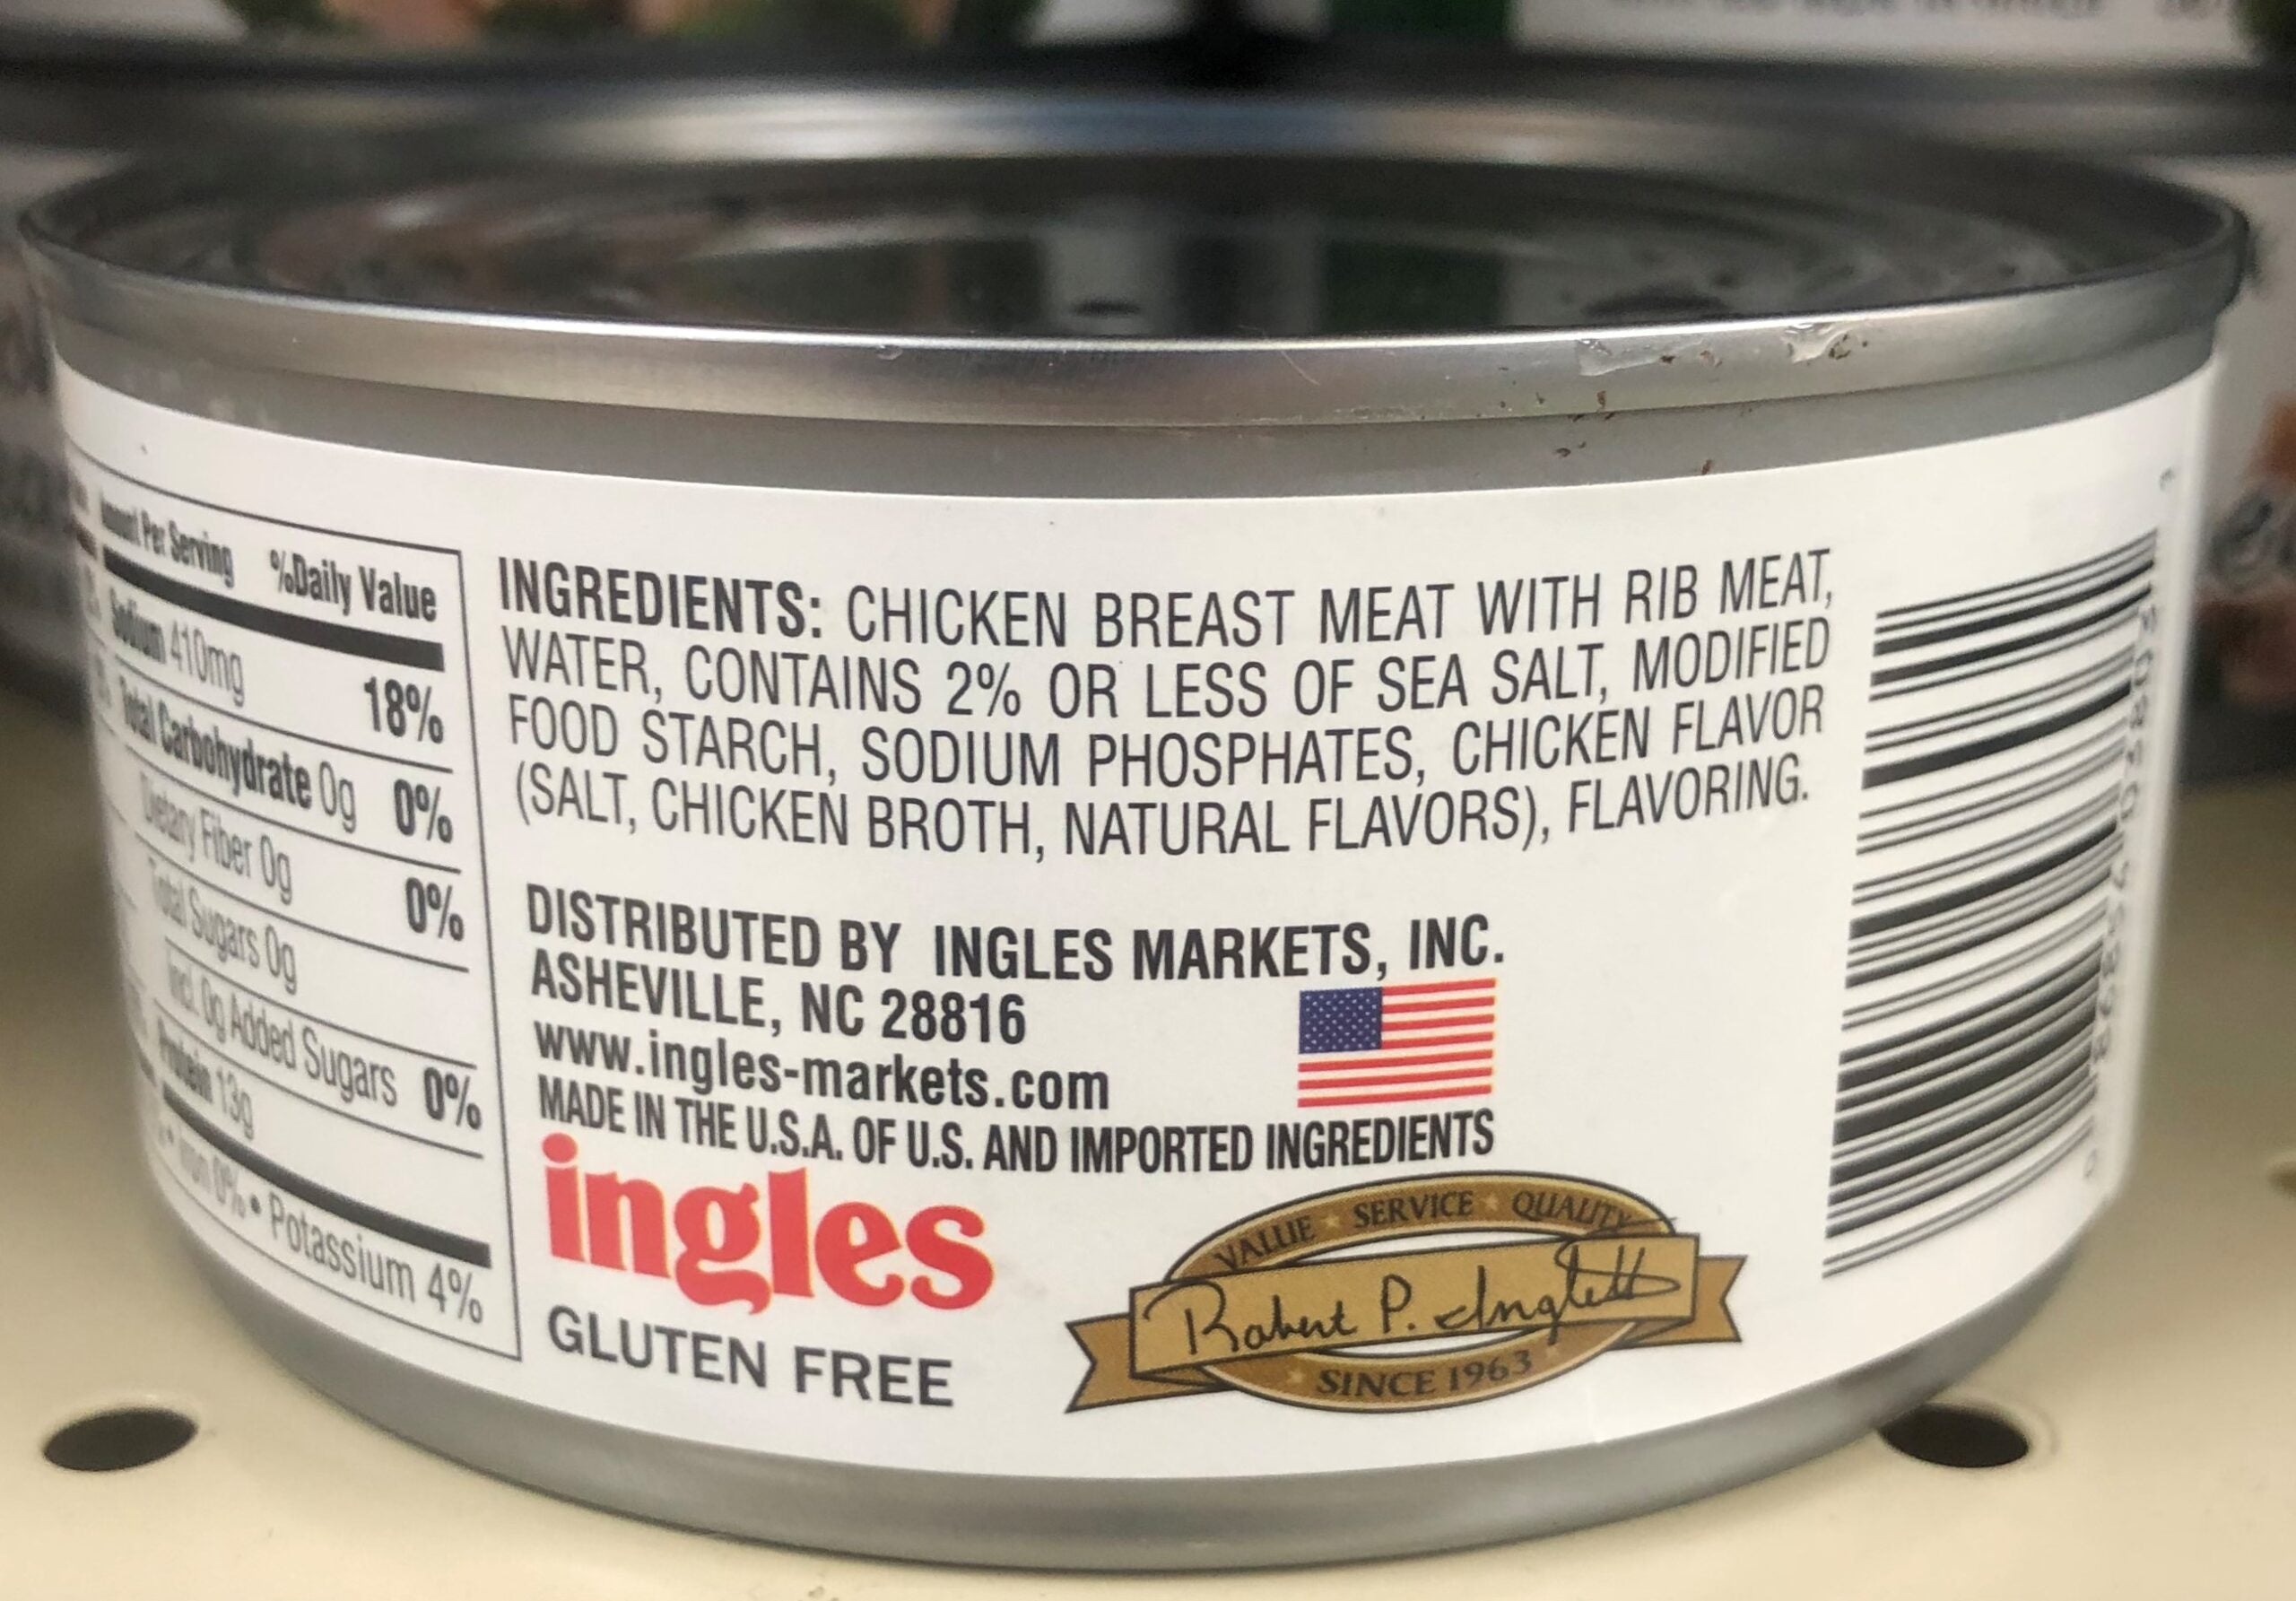 Amount Per Serving %Daily Value
Sodium 410mg 18%
Total Carbohydrate 0g 0%
Dietary Fiber 0g 0%
Total Sugars 0g
Incl. 0g Added Sugars 0%
Protein 13g
Iron 0% • Potassium 4%
INGREDIENTS: CHICKEN BREAST MEAT WITH RIB MEAT,
WATER, CONTAINS 2% OR LESS OF SEA SALT, MODIFIED
FOOD STARCH, SODIUM PHOSPHATES, CHICKEN FLAVOR
(SALT, CHICKEN BROTH, NATURAL FLAVORS), FLAVORING.
DISTRIBUTED BY INGLES MARKETS, INC.
ASHEVILLE, NC 28816
www.ingles-markets.com
MADE IN THE U.S.A. OF U.S. AND IMPORTED INGREDIENTS
ingles
GLUTEN FREE
VALUE ★ SERVICE ★ QUALITY
Robert P. Ingle
SINCE 1963